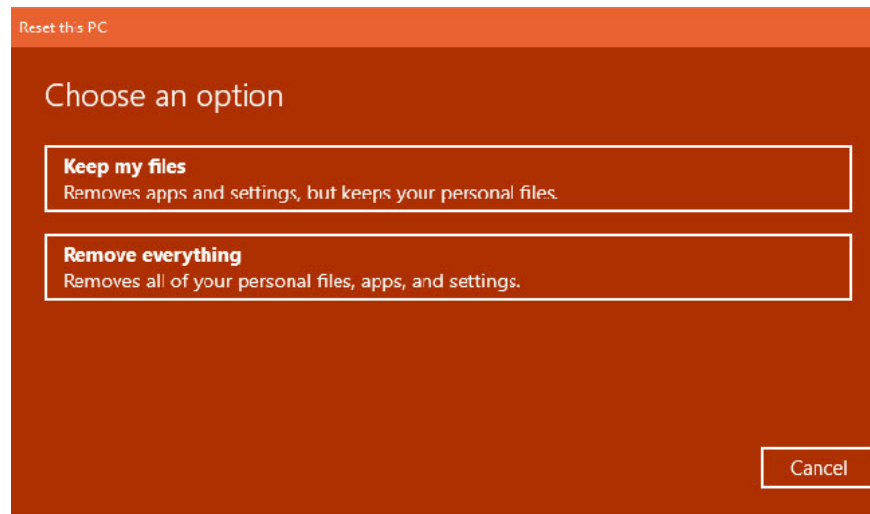 Reset this PC
Choose an option
Keep my files
Removes apps and settings, but keeps your personal files.
Remove everything
Removes all of your personal files, apps, and settings.
Cancel